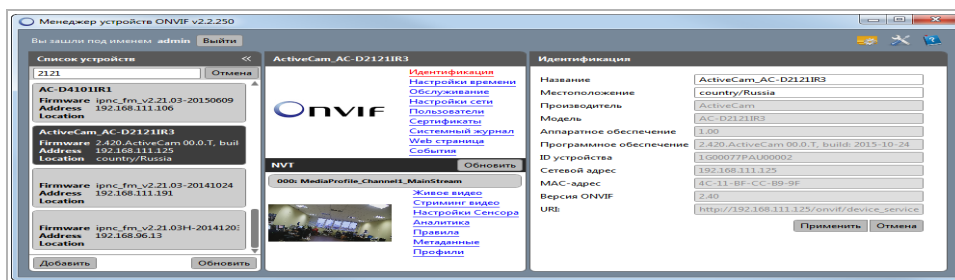 Менеджер устройств ONVIF v2.2.250
Вы зашли под именем admin Выйти
Список устройств <<
2121 Отмена
AC-D4101IR1
Firmware ipnc_fm_v2.21.03-20150609
Address 192.168.111.106
Location
ActiveCam_AC-D2121IR3
Firmware 2.420.ActiveCam 00.0.T, buil
Address 192.168.111.125
Location country/Russia
Firmware ipnc_fm_v2.21.03-20141024
Address 192.168.111.191
Location
Firmware ipnc_fm_v2.21.03H-2014120
Address 192.168.96.13
Location
Добавить Обновить
ActiveCam_AC-D2121IR3
ONVIF
Идентификация
Настройки времени
Обслуживание
Настройки сети
Пользователи
Сертификаты
Системный журнал
Web страница
События
NVT Обновить
000: MediaProfile_Channel1_MainStream
Живое видео
Стриминг видео
Настройки Сенсора
Аналитика
Правила
Метаданные
Профили
Идентификация
Название ActiveCam_AC-D2121IR3
Местоположение country/Russia
Производитель ActiveCam
Модель AC-D2121IR3
Аппаратное обеспечение 1.00
Программное обеспечение 2.420.ActiveCam 00.0.T, build: 2015-10-24
ID устройства 1G00077PAU00002
Сетевой адрес 192.168.111.125
MAC-адрес 4C-11-BF-CC-B9-9F
Версия ONVIF 2.40
URI: http://192.168.111.125/onvif/device_service
Применить Отмена